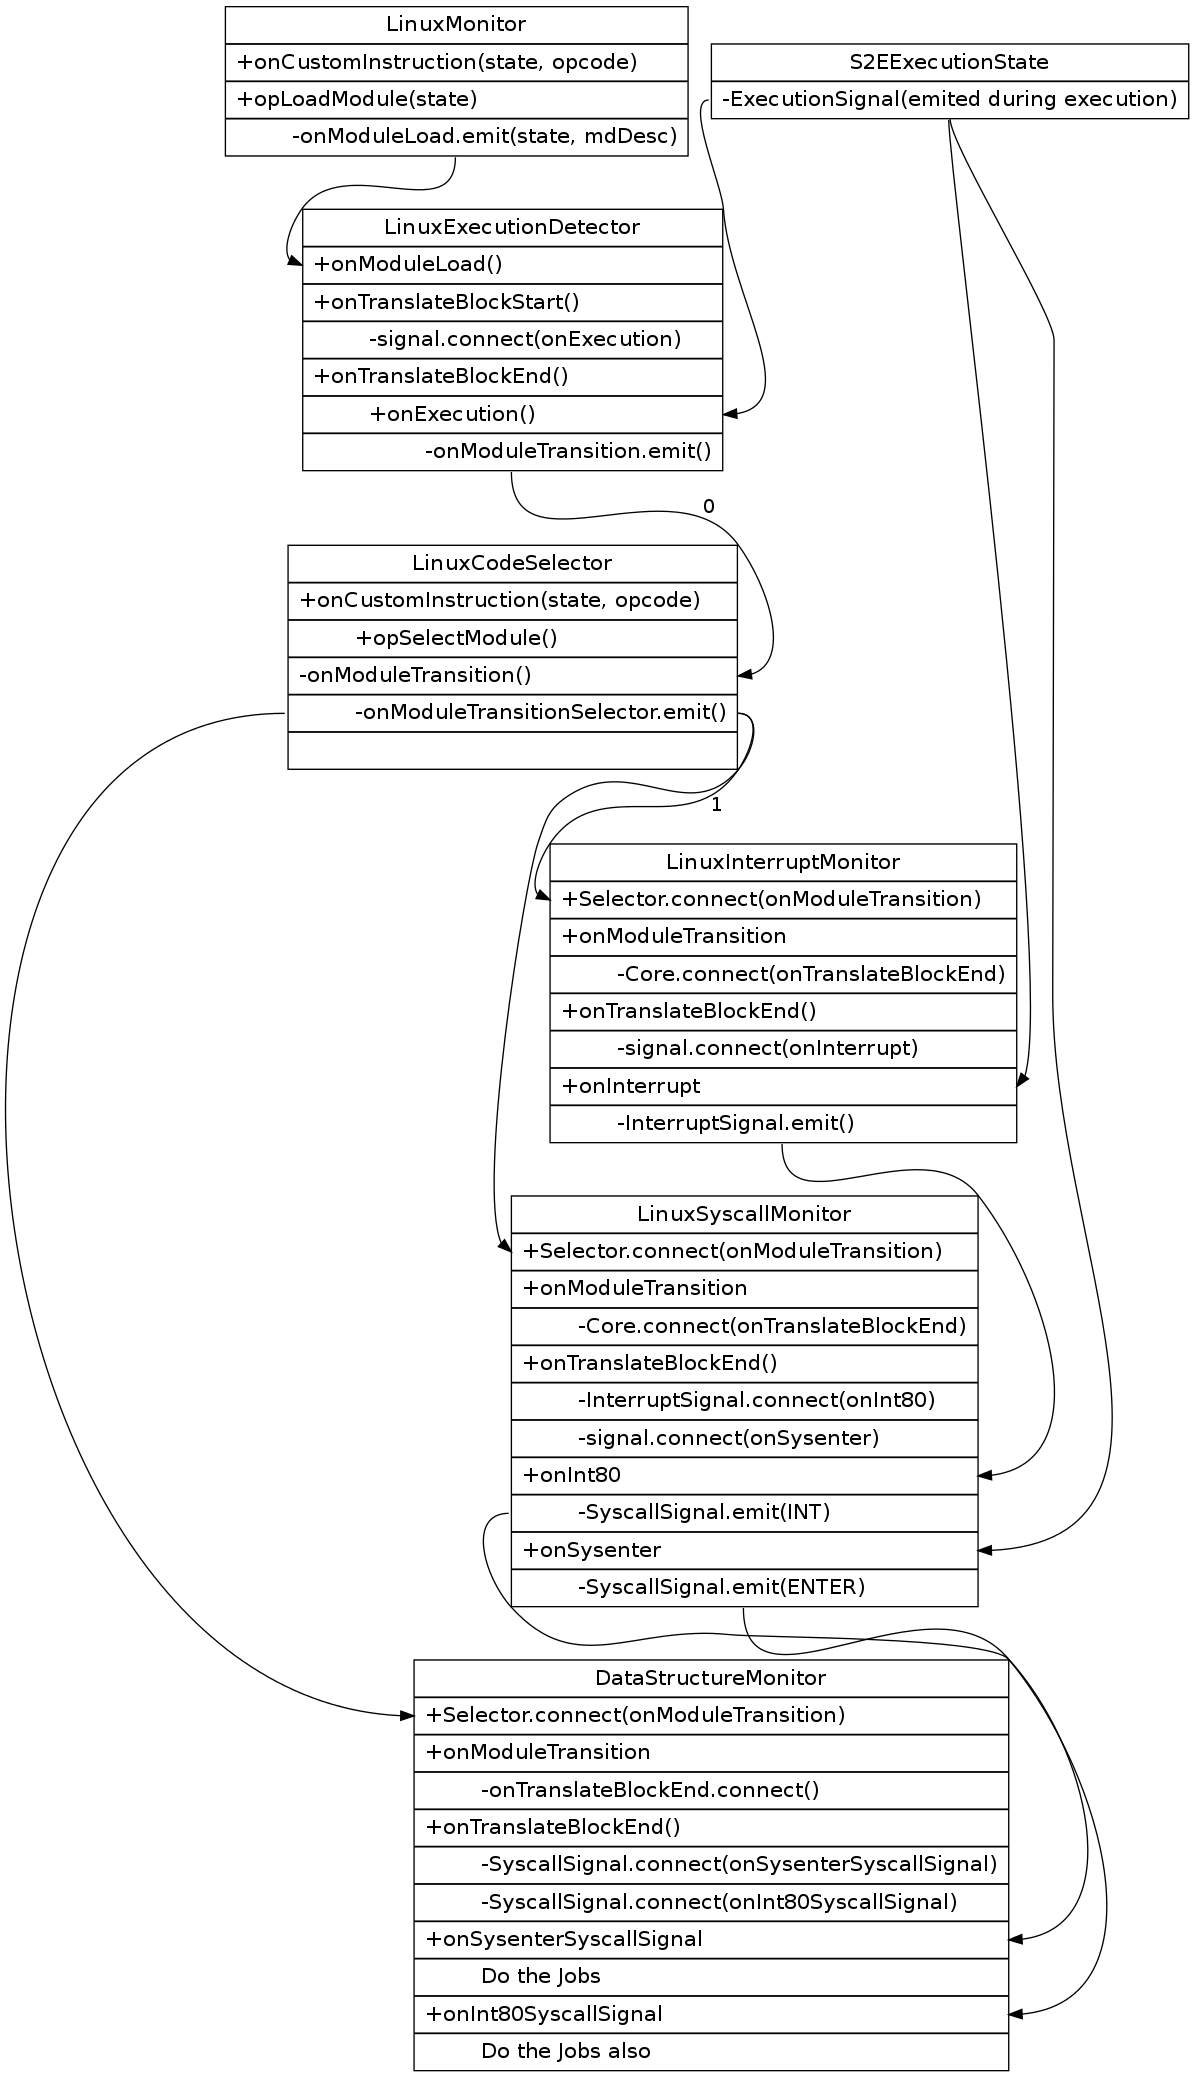 LinuxMonitor
+onCustomInstruction(state, opcode)
+opLoadModule(state)
-onModuleLoad.emit(state, mdDesc)
S2EExecutionState
-ExecutionSignal(emited during execution)
LinuxExecutionDetector
+onModuleLoad()
+onTranslateBlockStart()
-signal.connect(onExecution)
+onTranslateBlockEnd()
+onExecution()
-onModuleTransition.emit()
0
LinuxCodeSelector
+onCustomInstruction(state, opcode)
+opSelectModule()
-onModuleTransition()
-onModuleTransitionSelector.emit()
1
LinuxInterruptMonitor
+Selector.connect(onModuleTransition)
+onModuleTransition
-Core.connect(onTranslateBlockEnd)
+onTranslateBlockEnd()
-signal.connect(onInterrupt)
+onInterrupt
-InterruptSignal.emit()
LinuxSyscallMonitor
+Selector.connect(onModuleTransition)
+onModuleTransition
-Core.connect(onTranslateBlockEnd)
+onTranslateBlockEnd()
-InterruptSignal.connect(onInt80)
-signal.connect(onSysenter)
+onInt80
-SyscallSignal.emit(INT)
+onSysenter
-SyscallSignal.emit(ENTER)
DataStructureMonitor
+Selector.connect(onModuleTransition)
+onModuleTransition
-onTranslateBlockEnd.connect()
+onTranslateBlockEnd()
-SyscallSignal.connect(onSysenterSyscallSignal)
-SyscallSignal.connect(onInt80SyscallSignal)
+onSysenterSyscallSignal
Do the Jobs
+onInt80SyscallSignal
Do the Jobs also